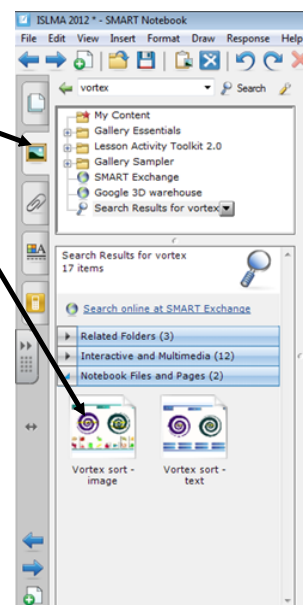 ISLMA 2012 * - SMART Notebook
File Edit View Insert Format Draw Response Help
vortex Search
My Content
Gallery Essentials
Lesson Activity Toolkit 2.0
Gallery Sampler
SMART Exchange
Google 3D warehouse
Search Results for vortex
Search Results for vortex
17 items
Search online at SMART Exchange
Related Folders (3)
Interactive and Multimedia (12)
Notebook Files and Pages (2)
Vortex sort - image
Vortex sort - text